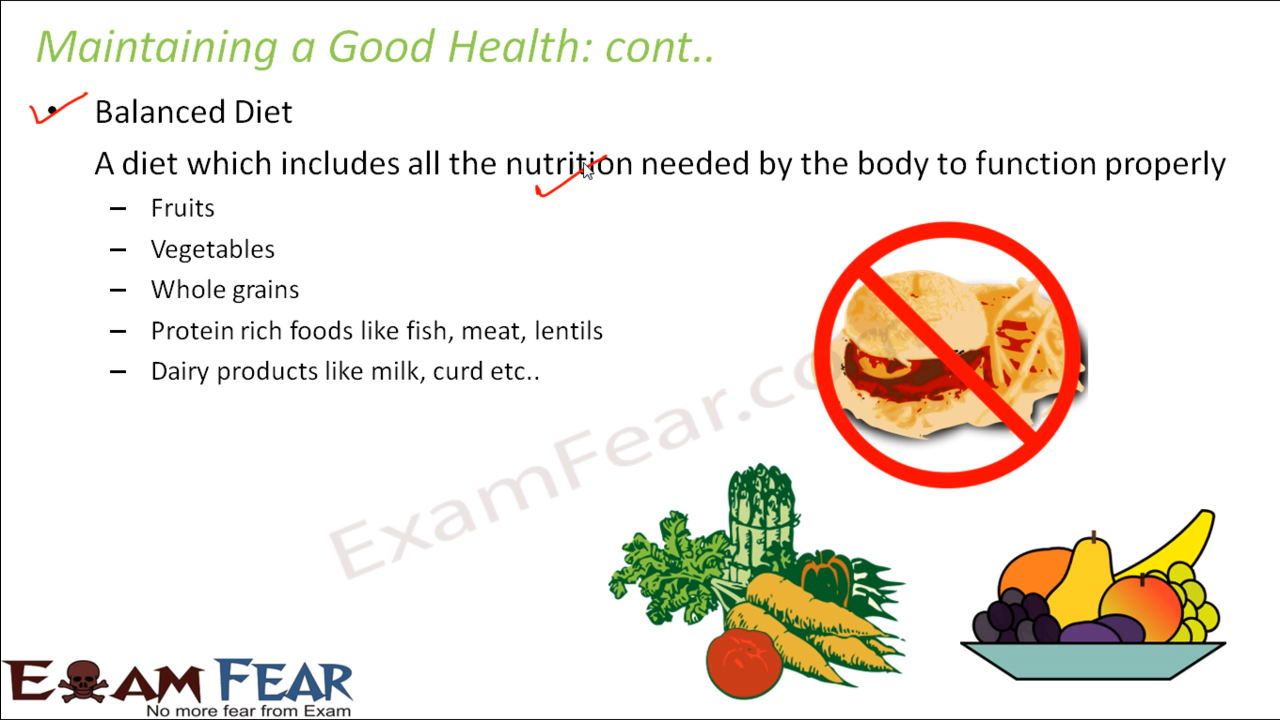 Maintaining a Good Health: cont..
• Balanced Diet
A diet which includes all the nutrition needed by the body to function properly
– Fruits
– Vegetables
– Whole grains
– Protein rich foods like fish, meat, lentils
– Dairy products like milk, curd etc..
ExamFear.co
EXAM FEAR
No more fear from Exam